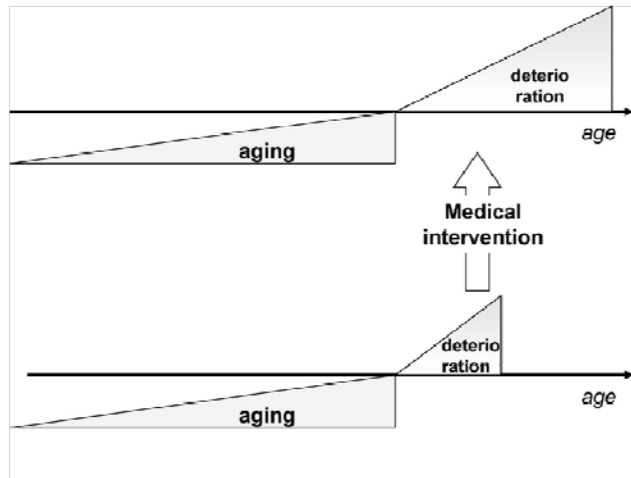 deterio
ration
age
aging
Medical
intervention
deterio
ration
age
aging